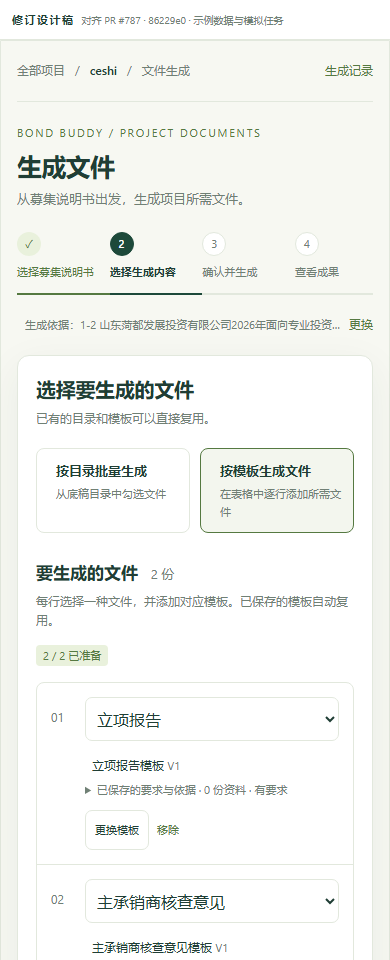 修订设计稿 对齐 PR #787 · 86229e0 · 示例数据与模拟任务
全部项目 / ceshi / 文件生成 生成记录
BOND BUDDY / PROJECT DOCUMENTS
生成文件
从募集说明书出发，生成项目所需文件。
✓ 2 3 4
选择募集说明书 选择生成内容 确认并生成 查看成果
生成依据：1-2 山东菏都发展投资有限公司2026年面向专业投资... 更换
选择要生成的文件
已有的目录和模板可以直接复用。
按目录批量生成
从底稿目录中勾选文件
按模板生成文件
在表格中逐行添加所需文
件
要生成的文件 2 份
每行选择一种文件，并添加对应模板。已保存的模板自动复
用。
2 / 2 已准备
01 立项报告
立项报告模板 V1
▶ 已保存的要求与依据 · 0 份资料 · 有要求
更换模板 移除
02 主承销商核查意见
主承销商核查意见模板 V1